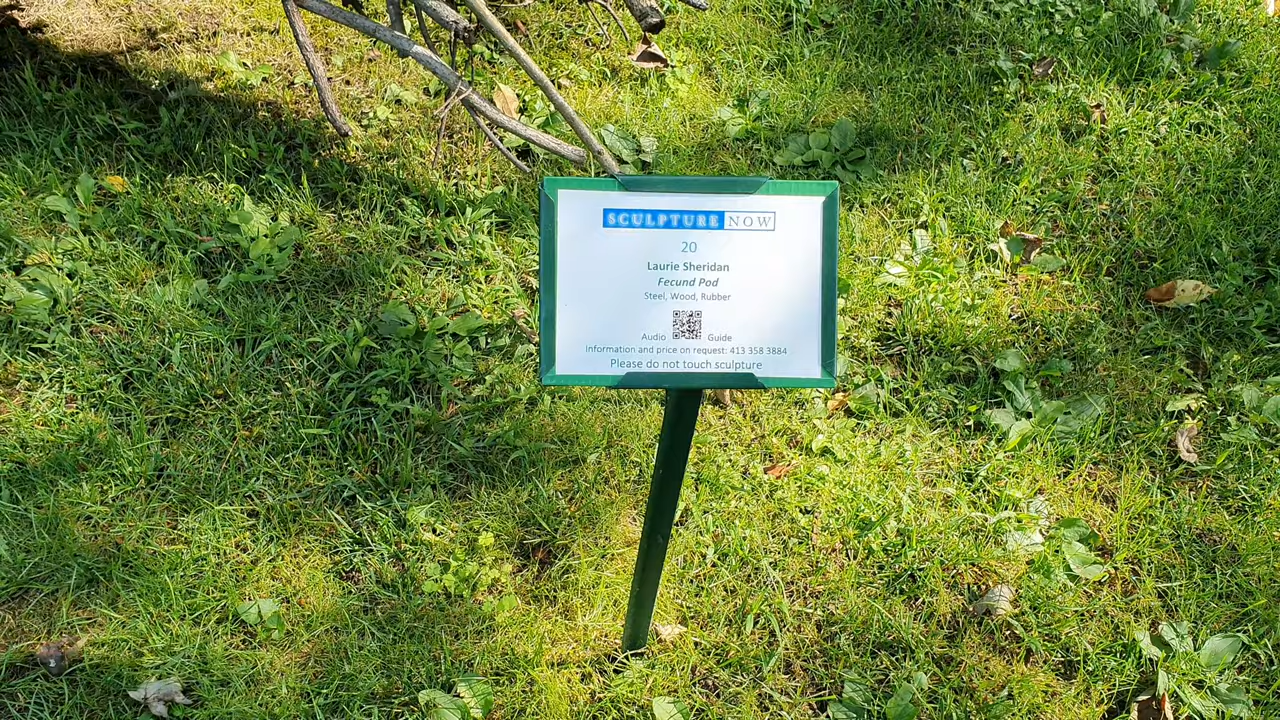 SCULPTURE NOW
20
Laurie Sheridan
Fecund Pod
Steel, Wood, Rubber
Audio Guide
Information and price on request: 413 358 3884
Please do not touch sculpture